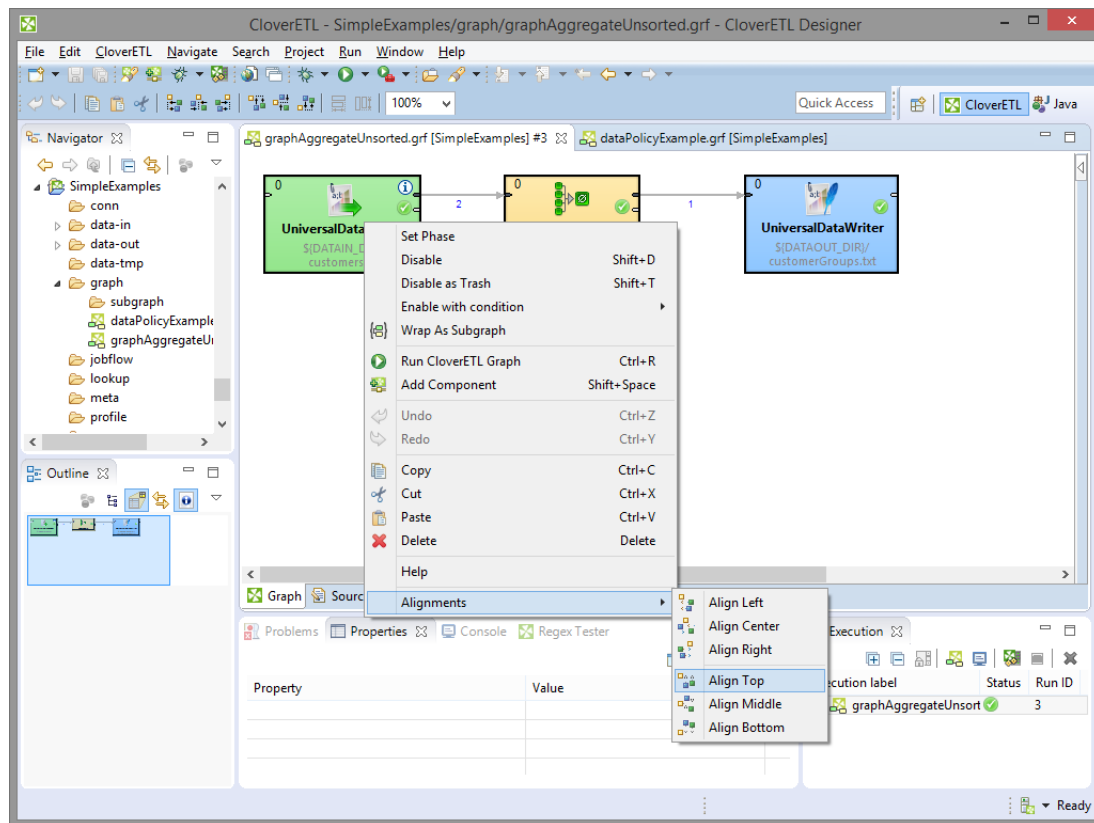 CloverETL - SimpleExamples/graph/graphAggregateUnsorted.grf - CloverETL Designer
File Edit CloverETL Navigate Search Project Run Window Help
100%
Quick Access
CloverETL
Java
Navigator
SimpleExamples
conn
data-in
data-out
data-tmp
graph
subgraph
dataPolicyExample
graphAggregateU
jobflow
lookup
meta
profile
Outline
graphAggregateUnsorted.grf [SimpleExamples] #3
dataPolicyExample.grf [SimpleExamples]
0
UniversalData
${DATAIN_D
customers
2
0
1
0
UniversalDataWriter
${DATAOUT_DIR}/
customerGroups.txt
Set Phase
Disable Shift+D
Disable as Trash Shift+T
Enable with condition
Wrap As Subgraph
Run CloverETL Graph Ctrl+R
Add Component Shift+Space
Undo Ctrl+Z
Redo Ctrl+Y
Copy Ctrl+C
Cut Ctrl+X
Paste Ctrl+V
Delete Delete
Help
Alignments
Align Left
Align Center
Align Right
Align Top
Align Middle
Align Bottom
Graph
Sourc
Problems
Properties
Console
Regex Tester
Property Value
Execution
cution label Status Run ID
graphAggregateUnsort 3
Ready